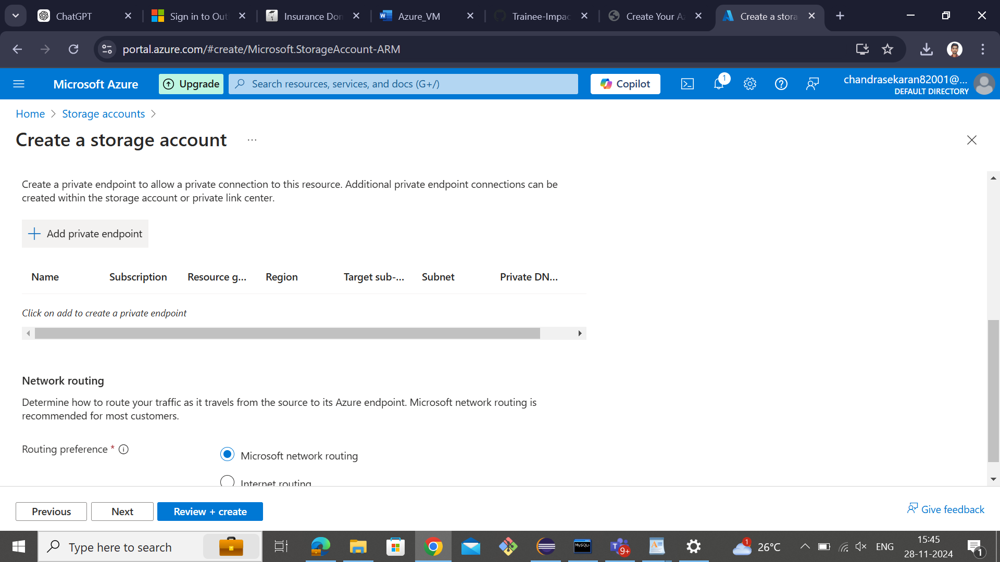 ChatGPT
Sign in to Out
Insurance Don
Azure_VM
Trainee-Impac
Create Your A
Create a stora
portal.azure.com/#create/Microsoft.StorageAccount-ARM
Microsoft Azure
Upgrade
Search resources, services, and docs (G+/)
Copilot
1
chandrasekaran82001@...
DEFAULT DIRECTORY
Home
Storage accounts
Create a storage account
...
Create a private endpoint to allow a private connection to this resource. Additional private endpoint connections can be
created within the storage account or private link center.
Add private endpoint
Name Subscription Resource g... Region Target sub-... Subnet Private DN...
Click on add to create a private endpoint
Network routing
Determine how to route your traffic as it travels from the source to its Azure endpoint. Microsoft network routing is
recommended for most customers.
Routing preference *
Microsoft network routing
Internet routing
Previous
Next
Review + create
Give feedback
Type here to search
MySQL
T
9+
1
26°C
ENG
15:45
28-11-2024
1